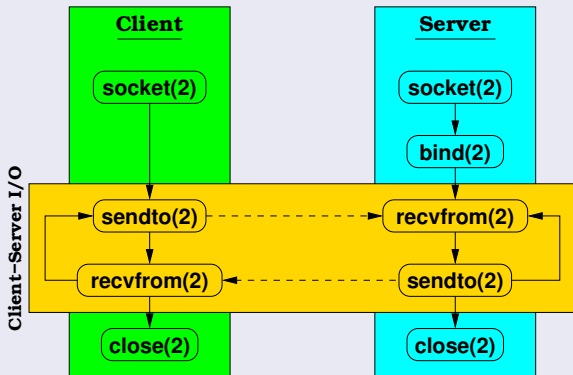 Client
Server
socket(2)
socket(2)
bind(2)
Client-Server I/O
sendto(2)
recvfrom(2)
recvfrom(2)
sendto(2)
close(2)
close(2)